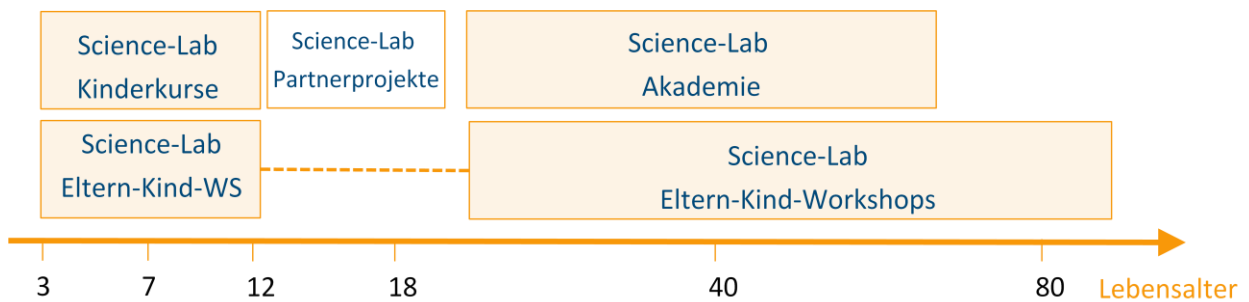 Science-Lab
Kinderkurse
Science-Lab
Partnerprojekte
Science-Lab
Akademie
Science-Lab
Eltern-Kind-WS
Science-Lab
Eltern-Kind-Workshops
3 7 12 18 40 80 Lebensalter